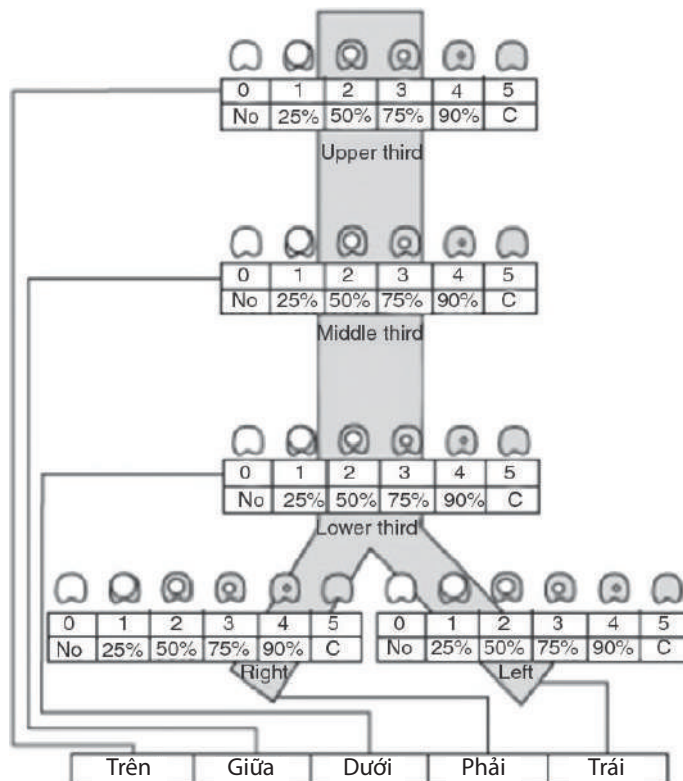 0 1 2 3 4 5
No 25% 50% 75% 90% C
Upper third
0 1 2 3 4 5
No 25% 50% 75% 90% C
Middle third
0 1 2 3 4 5
No 25% 50% 75% 90% C
Lower third
0 1 2 3 4 5 0 1 2 3 4 5
No 25% 50% 75% 90% C No 25% 50% 75% 90% C
Right Left
Trên Giữa Dưới Phải Trái